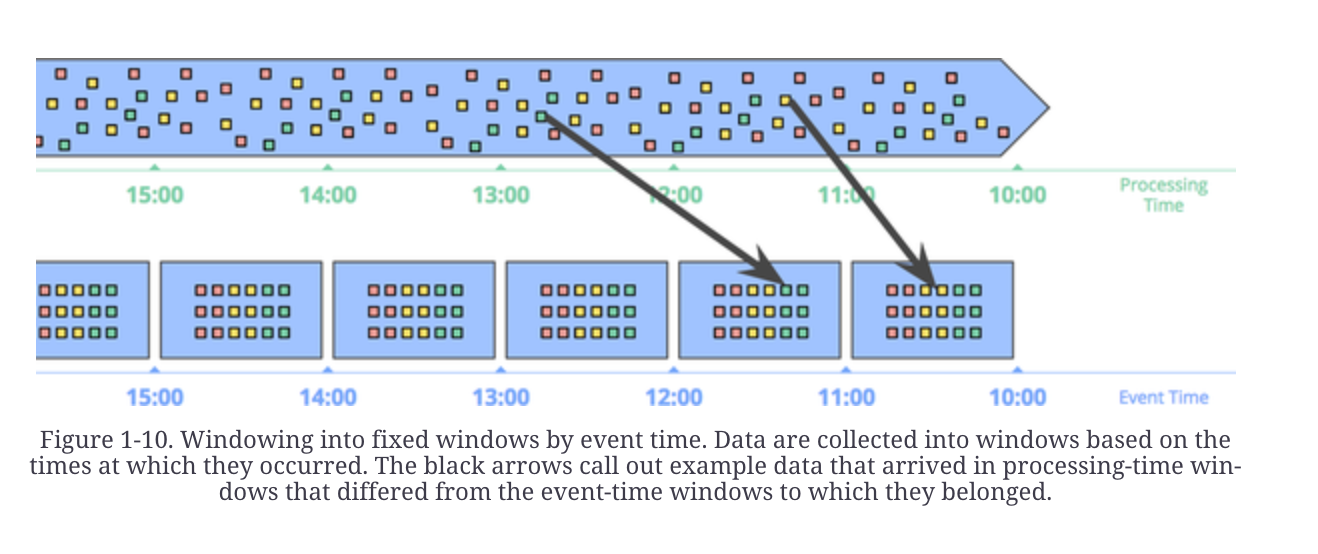 15:00 14:00 13:00 12:00 11:00 10:00 Processing
Time
15:00 14:00 13:00 12:00 11:00 10:00 Event Time
Figure 1-10. Windowing into fixed windows by event time. Data are collected into windows based on the
times at which they occurred. The black arrows call out example data that arrived in processing-time win-
dows that differed from the event-time windows to which they belonged.